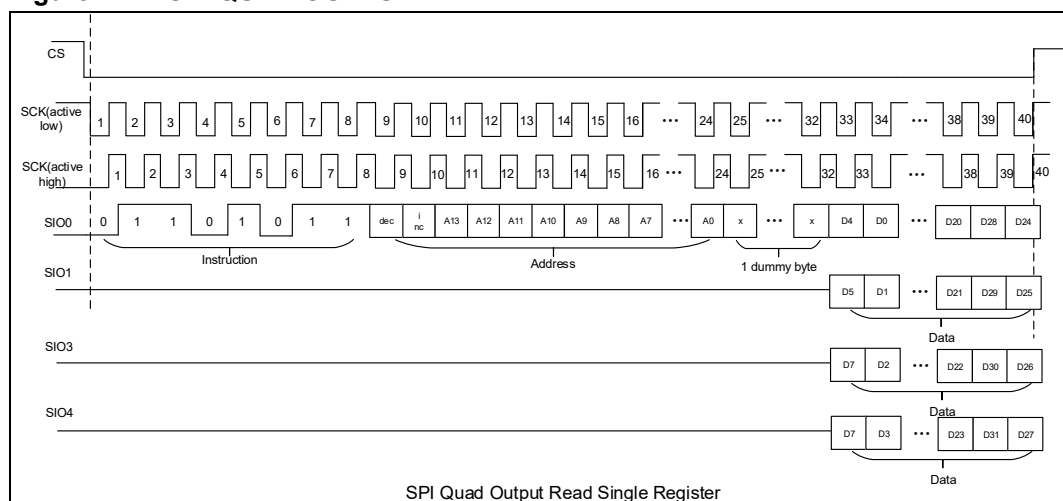 CS
SCK(active low) 1 2 3 4 5 6 7 8 9 10 11 12 13 14 15 16 ••• 24 25 ••• 32 33 34 ••• 38 39 40
SCK(active high) 1 2 3 4 5 6 7 8 9 10 11 12 13 14 15 16 ••• 24 25 ••• 32 33 ••• 38 39 40
SIO0 0 1 1 0 1 0 1 1 dec inc A13 A12 A11 A10 A9 A8 A7 ••• A0 x ••• x D4 D0 ••• D20 D28 D24
Instruction Address 1 dummy byte
SIO1 D5 D1 ••• D21 D29 D25
Data
SIO3 D7 D2 ••• D22 D30 D26
Data
SIO4 D7 D3 ••• D23 D31 D27
Data
SPI Quad Output Read Single Register